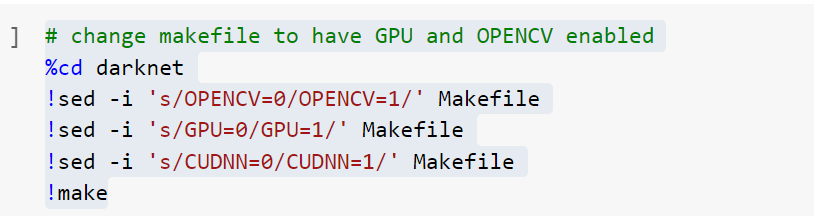 ] # change makefile to have GPU and OPENCV enabled
%cd darknet
!sed -i 's/OPENCV=0/OPENCV=1/' Makefile
!sed -i 's/GPU=0/GPU=1/' Makefile
!sed -i 's/CUDNN=0/CUDNN=1/' Makefile
!make